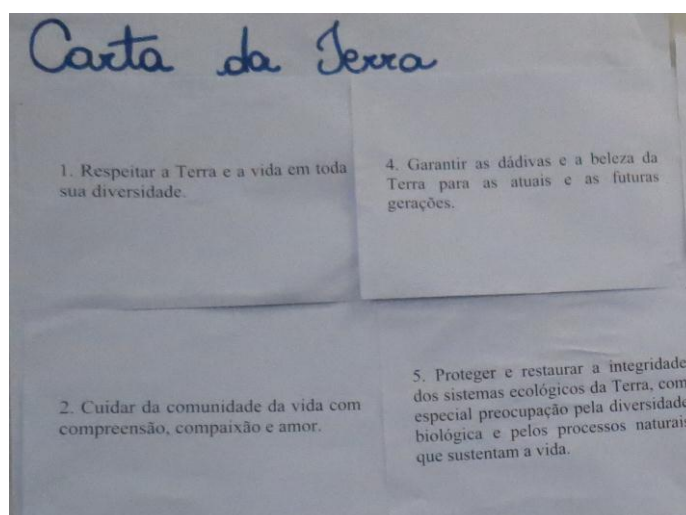 Carta da Terra
1. Respeitar a Terra e a vida em toda
sua diversidade.
2. Cuidar da comunidade da vida com
compreensão, compaixão e amor.
4. Garantir as dádivas e a beleza da
Terra para as atuais e as futuras
gerações.
5. Proteger e restaurar a integridade
dos sistemas ecológicos da Terra, com
especial preocupação pela diversidade
biológica e pelos processos naturais
que sustentam a vida.